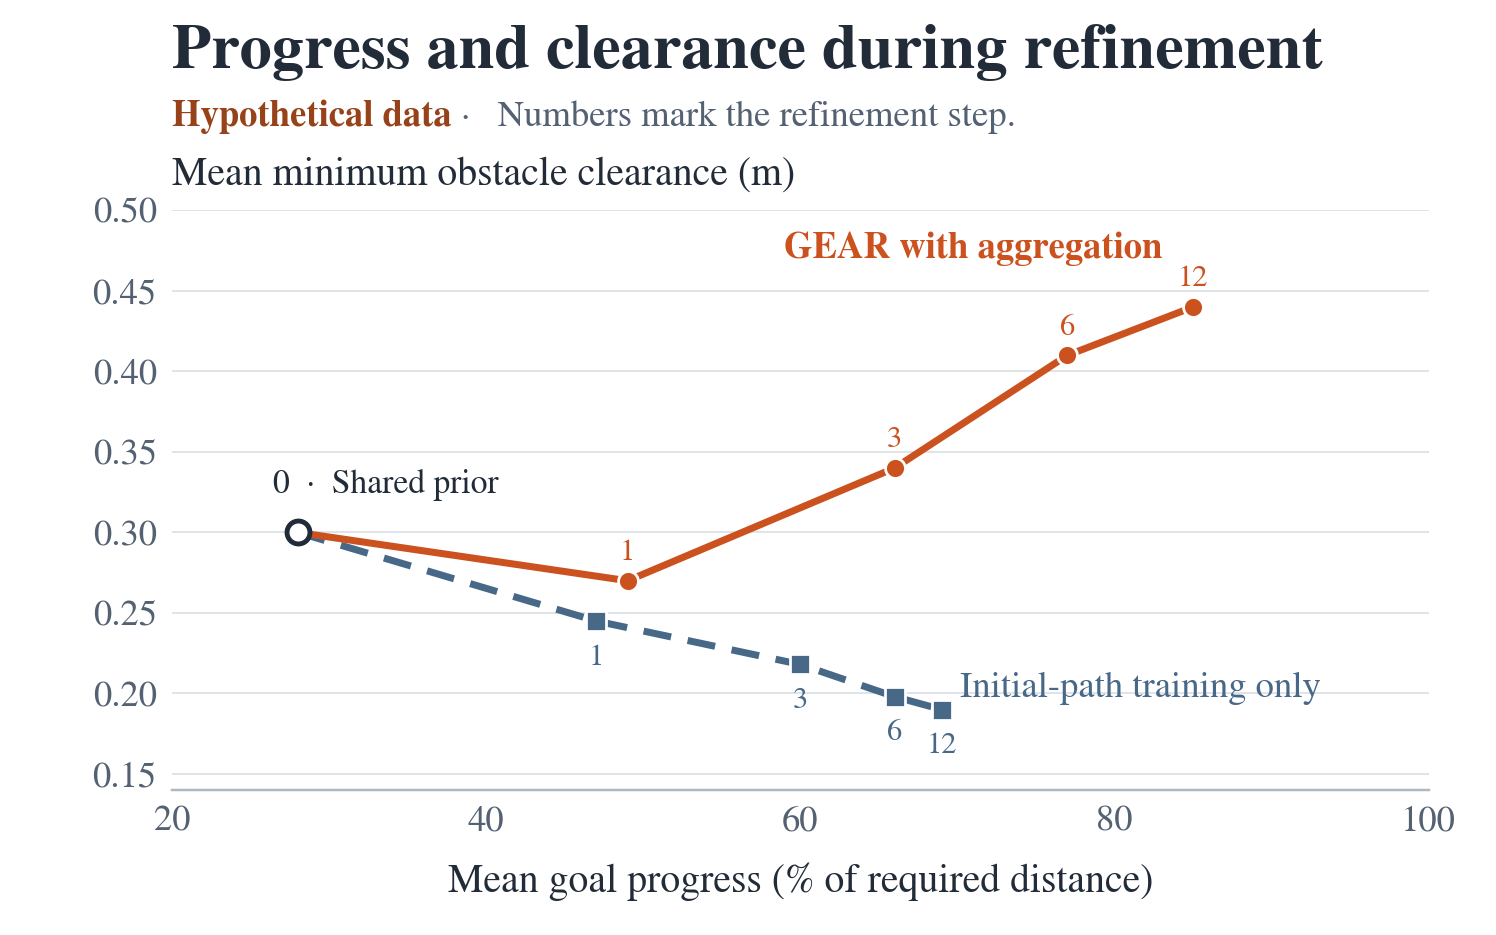 Progress and clearance during refinement
Hypothetical data · Numbers mark the refinement step.
Mean minimum obstacle clearance (m)
0.50
GEAR with aggregation
12
0.45
6
0.40
3
0.35
0 · Shared prior
0.30
1
0.25
1
Initial-path training only
0.20
3
6
12
0.15
20 40 60 80 100
Mean goal progress (% of required distance)